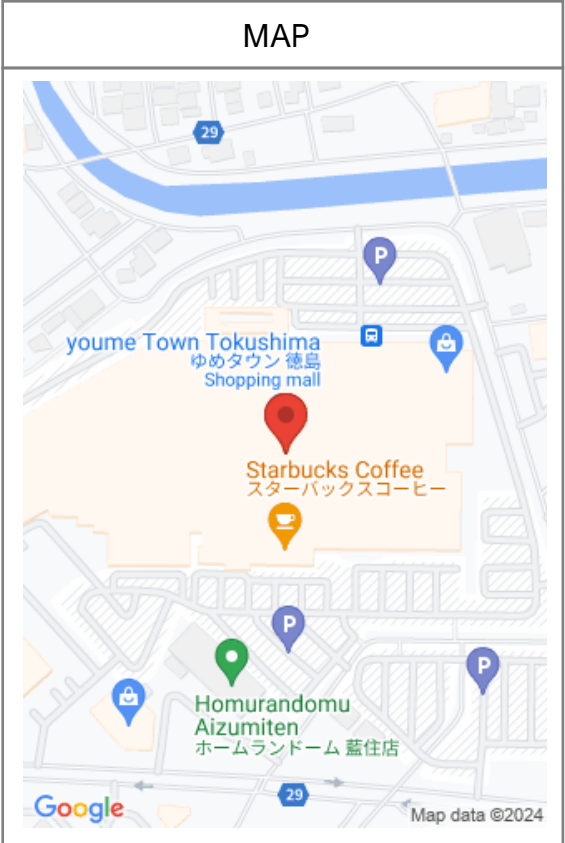 MAP
29
P
youme Town Tokushima
ゆめタウン 徳島
Shopping mall
Starbucks Coffee
スターバックスコーヒー
P
P
Homurandomu
Aizumiten
ホームランドーム 藍住店
29
Google
Map data ©2024